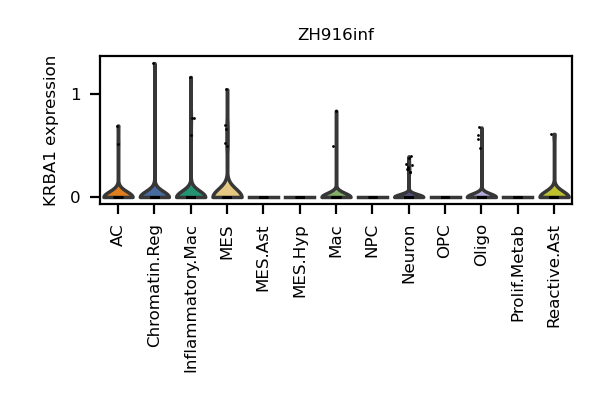 ZH916inf
KRBA1 expression
1
0
AC
Chromatin.Reg
Inflammatory.Mac
MES
MES.Ast
MES.Hyp
Mac
NPC
Neuron
OPC
Oligo
Prolif.Metab
Reactive.Ast